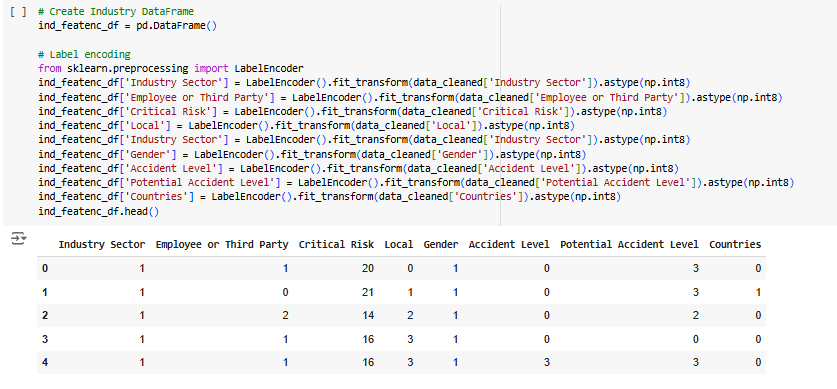 [ ] # Create Industry DataFrame
ind_featenc_df = pd.DataFrame()
# Label encoding
from sklearn.preprocessing import LabelEncoder
ind_featenc_df['Industry Sector'] = LabelEncoder().fit_transform(data_cleaned['Industry Sector']).astype(np.int8)
ind_featenc_df['Employee or Third Party'] = LabelEncoder().fit_transform(data_cleaned['Employee or Third Party']).astype(np.int8)
ind_featenc_df['Critical Risk'] = LabelEncoder().fit_transform(data_cleaned['Critical Risk']).astype(np.int8)
ind_featenc_df['Local'] = LabelEncoder().fit_transform(data_cleaned['Local']).astype(np.int8)
ind_featenc_df['Industry Sector'] = LabelEncoder().fit_transform(data_cleaned['Industry Sector']).astype(np.int8)
ind_featenc_df['Gender'] = LabelEncoder().fit_transform(data_cleaned['Gender']).astype(np.int8)
ind_featenc_df['Accident Level'] = LabelEncoder().fit_transform(data_cleaned['Accident Level']).astype(np.int8)
ind_featenc_df['Potential Accident Level'] = LabelEncoder().fit_transform(data_cleaned['Potential Accident Level']).astype(np.int8)
ind_featenc_df['Countries'] = LabelEncoder().fit_transform(data_cleaned['Countries']).astype(np.int8)
ind_featenc_df.head()
Industry Sector Employee or Third Party Critical Risk Local Gender Accident Level Potential Accident Level Countries
0 1 1 20 0 1 0 3 0
1 1 0 21 1 1 0 3 1
2 1 2 14 2 1 0 2 0
3 1 1 16 3 1 0 0 0
4 1 1 16 3 1 3 3 0